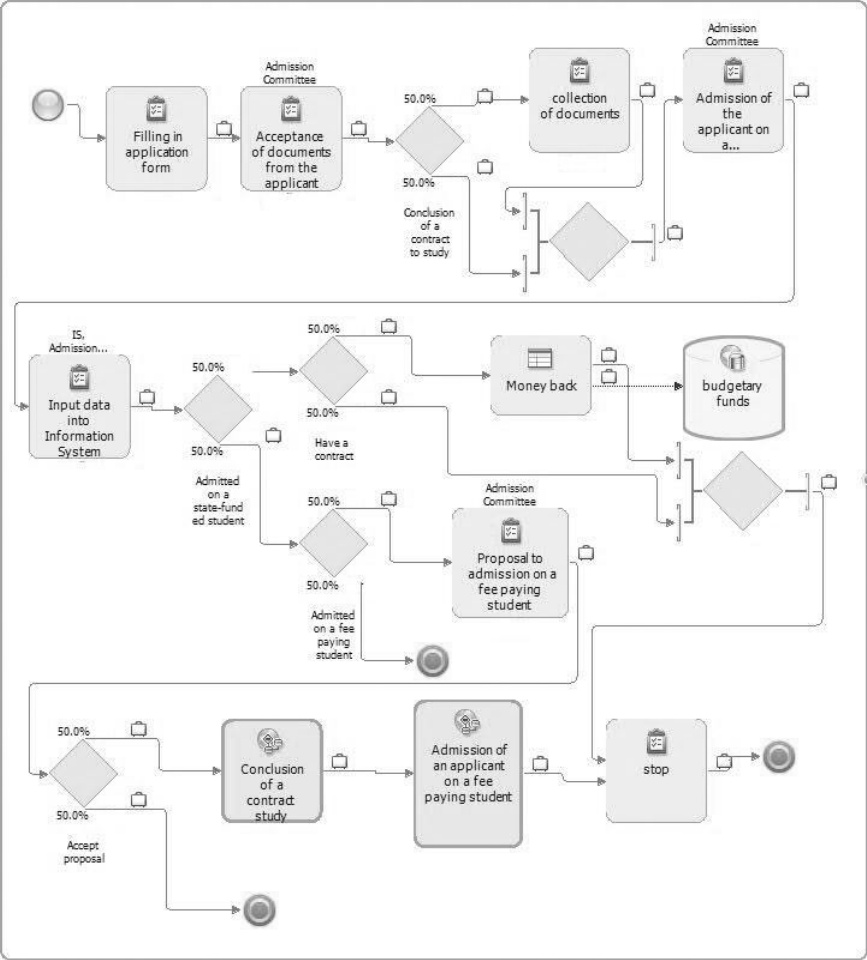 Filling in
application
form
Admission
Committee
Acceptance
of documents
from the
applicant
50.0%
50.0%
Conclusion
of a
contract
to study
collection
of documents
Admission
Committee
Admission of
the
applicant on
a...
IS,
Admission...
Input data
into
Information
System
50.0%
50.0%
Admitted
on a
state-fund
ed student
50.0%
50.0%
Have a
contract
Money back
budgetary
funds
50.0%
50.0%
Admitted
on a fee
paying
student
Admission
Committee
Proposal to
admission on a
fee paying
student
50.0%
50.0%
Accept
proposal
Conclusion
of a
contract
study
Admission of
an applicant
on a fee
paying student
stop